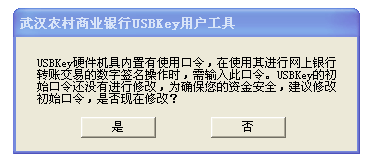 武汉农村商业银行USBKey用户工具
USBKey硬件机具内置有使用口令，在使用其进行网上银行
转账交易的数字签名操作时，需输入此口令。USBKey的初
始口令还没有进行修改，为确保您的资金安全，建议修改
初始口令，是否现在修改？
是
否